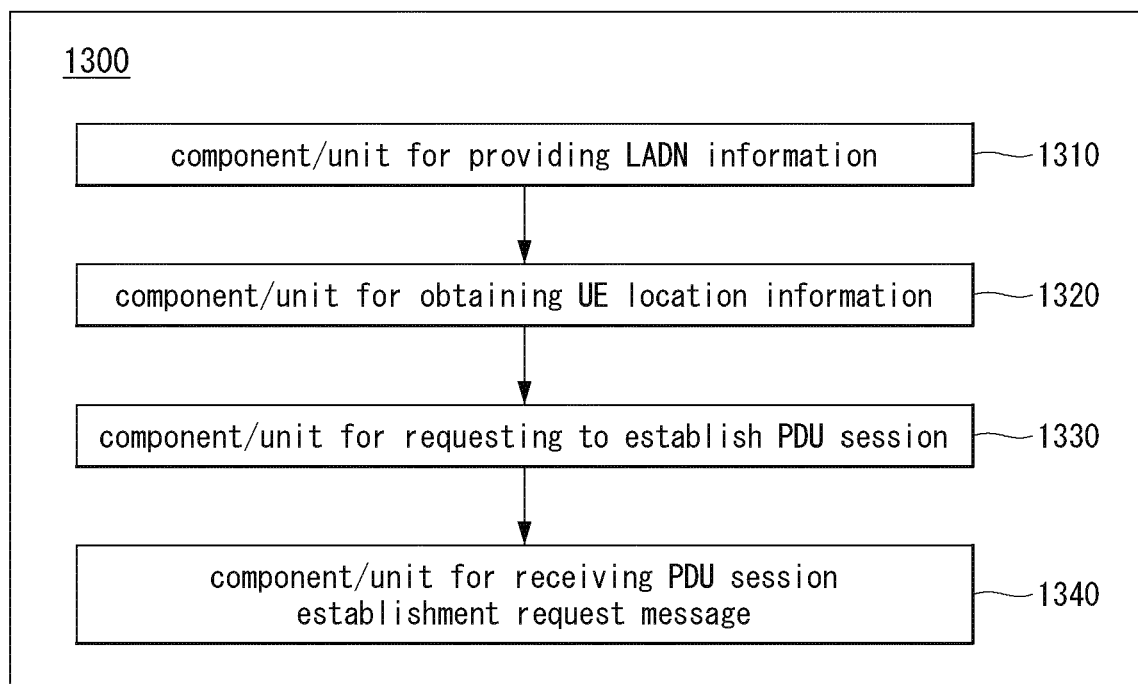 1300
component/unit for providing LADN information
1310
component/unit for obtaining UE location information
1320
component/unit for requesting to establish PDU session
1330
component/unit for receiving PDU session
establishment request message
1340